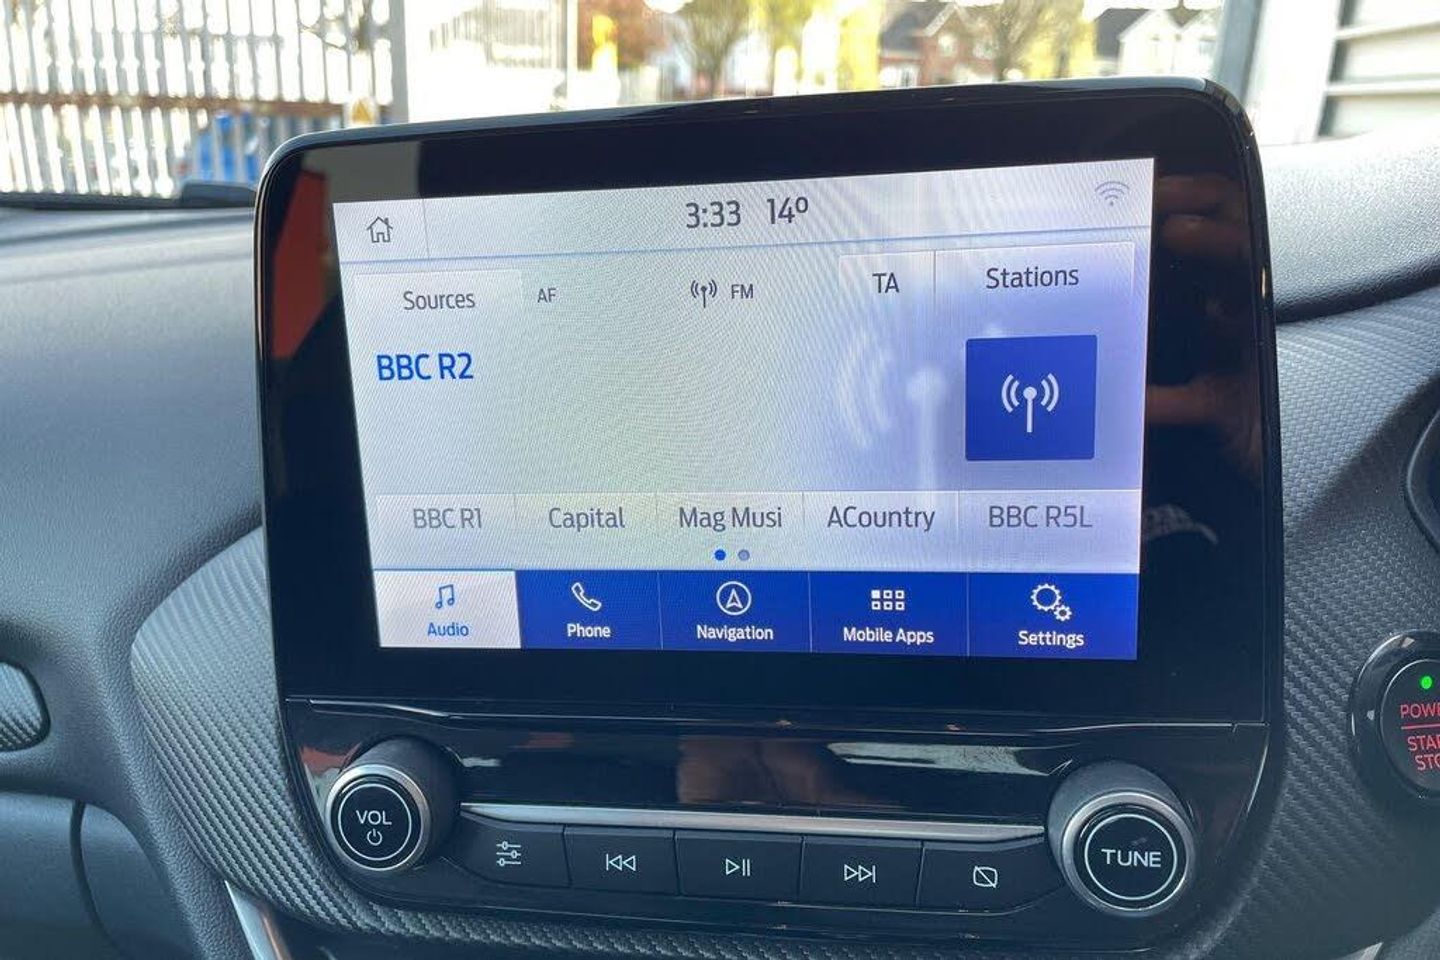 3:33 14º
Sources AF FM TA Stations
BBC R2
BBC R1 Capital Mag Musi ACountry BBC R5L
Audio Phone Navigation Mobile Apps Settings
VOL
TUNE